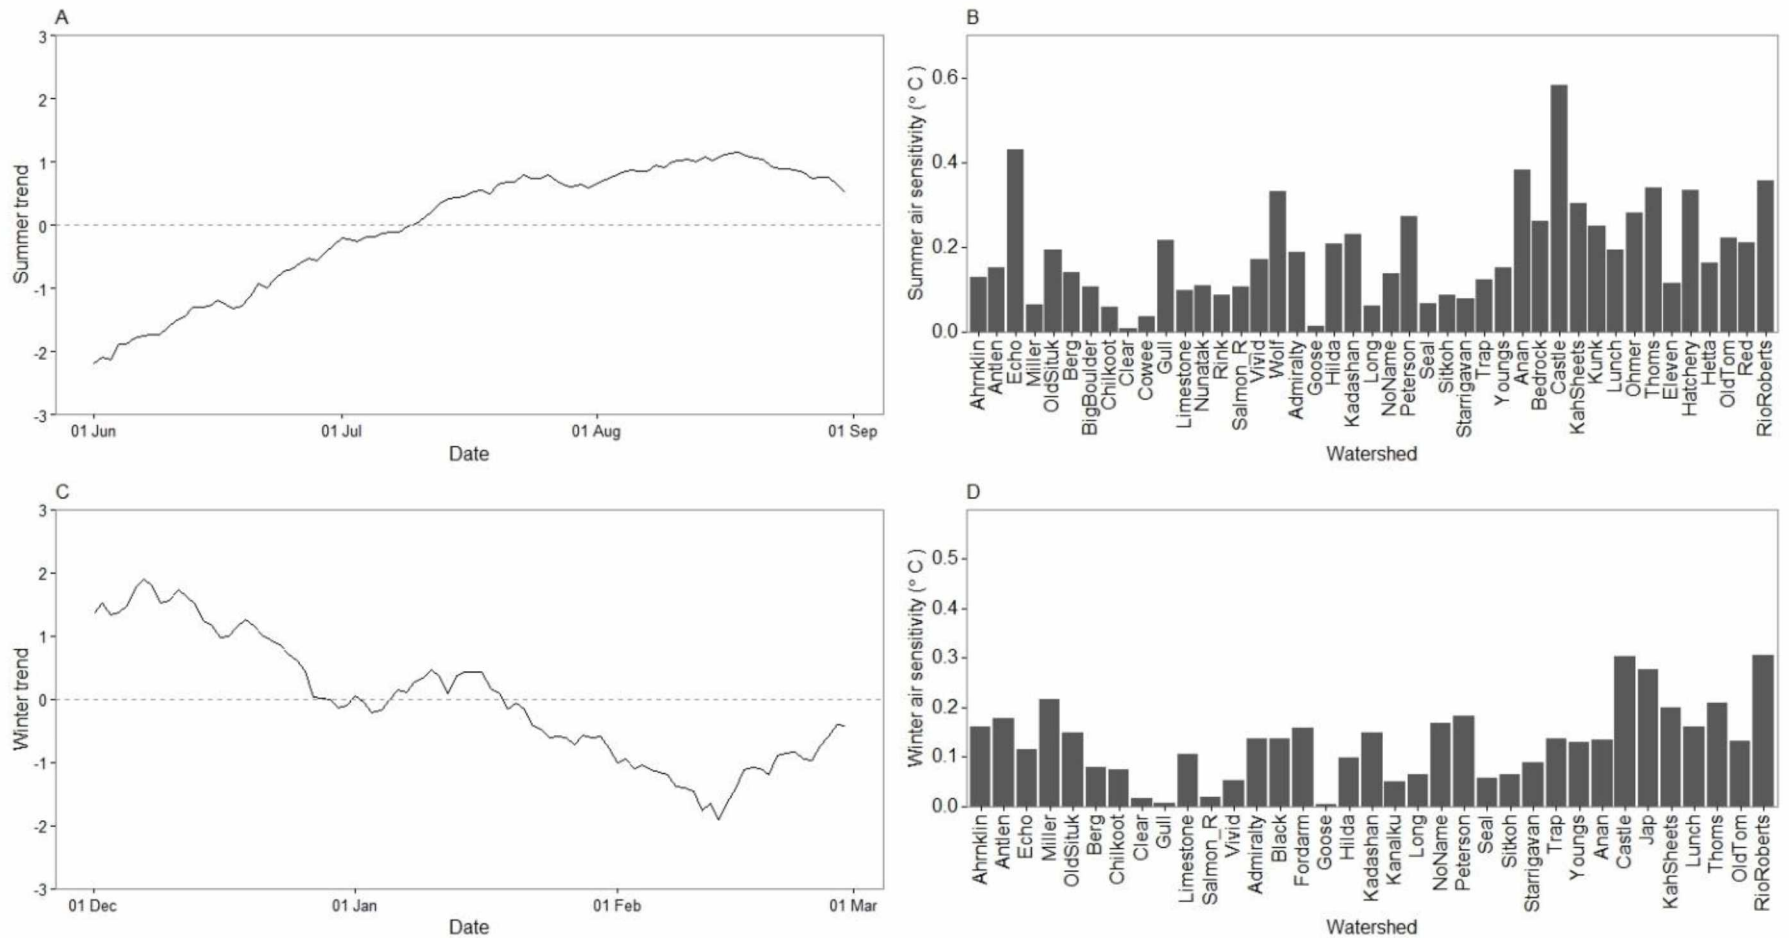 A
3
2
1
0
-1
-2
-3
Summer trend
01 Jun
01 Jul
01 Aug
01 Sep
Date
B
0.6
0.4
0.2
0.0
Summer air sensitivity (° C )
Ahrnklin
Antlen
Echo
Miller
OldSituk
Berg
BigBoulder
Chilkoot
Clear
Cowee
Gull
Limestone
Nunatak
Rink
Salmon_R
Vivid
Wolf
Admiralty
Goose
Hilda
Kadashan
Long
NoName
Peterson
Seal
Sitkoh
Starrigavan
Trap
Youngs
Anan
Bedrock
Castle
KahSheets
Kunk
Lunch
Ohmer
Thoms
Eleven
Hatchery
Hetta
OldTom
Red
RioRoberts
Watershed
C
3
2
1
0
-1
-2
-3
Winter trend
01 Dec
01 Jan
01 Feb
01 Mar
Date
D
0.5
0.4
0.3
0.2
0.1
0.0
Winter air sensitivity (° C )
Ahrnklin
Antlen
Echo
Miller
OldSituk
Berg
Chilkoot
Clear
Gull
Limestone
Salmon_R
Vivid
Admiralty
Black
Fordarm
Goose
Hilda
Kadashan
Kanalku
Long
NoName
Peterson
Seal
Sitkoh
Starrigavan
Trap
Youngs
Anan
Castle
Jap
KahSheets
Lunch
Thoms
OldTom
RioRoberts
Watershed